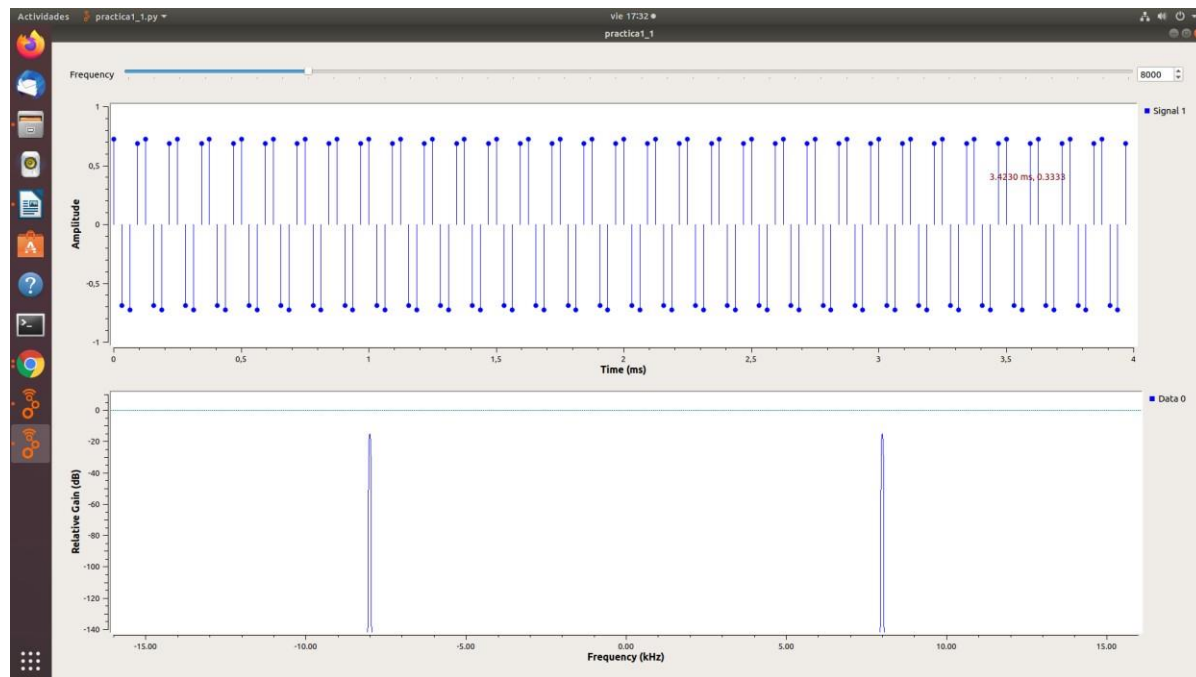 Actividades practica1_1.py vie 17:32
practica1_1
Frequency 8000
1
0,5
0
-0,5
-1
Amplitude
Signal 1
3.4230 ms, 0.3333
0 0,5 1 1,5 2 2,5 3 3,5 4
Time (ms)
0
-20
-40
-60
-80
-100
-120
-140
Relative Gain (dB)
Data 0
-15.00 -10.00 -5.00 0.00 5.00 10.00 15.00
Frequency (kHz)